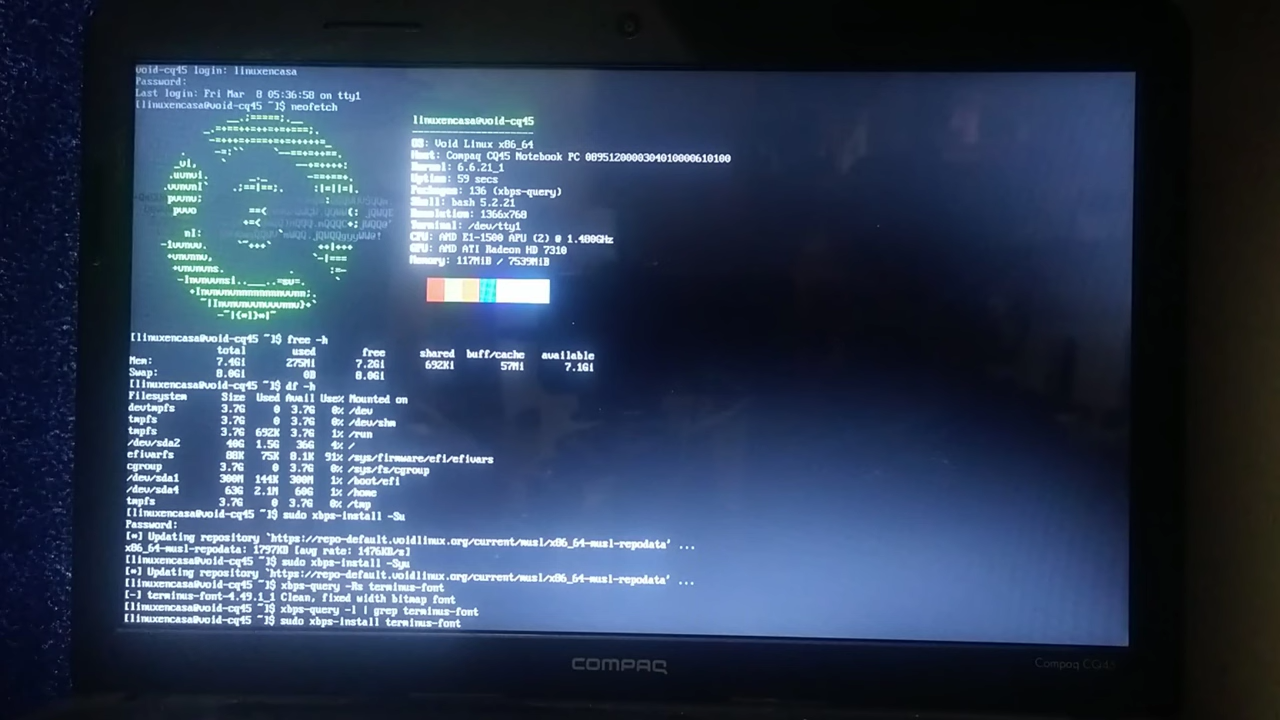 void-cq45 login: linuxencasa
Password:
Last login: Fri Mar  8 05:36:58 on tty1
[linuxencasa@void-cq45 ~]$ neofetch
linuxencasa@void-cq45
OS: Void Linux x86_64
Host: Compaq CQ45 Notebook PC 0895120000304010000610100
Kernel: 6.6.21_1
Uptime: 59 secs
Packages: 136 (xbps-query)
Shell: bash 5.2.21
Resolution: 1366x768
Terminal: /dev/tty1
CPU: AMD E1-1500 APU (2) @ 1.480GHz
GPU: AMD ATI Radeon HD 7310
Memory: 117MiB / 7539MiB
[linuxencasa@void-cq45 ~]$ free -h
total used free shared buff/cache available
Mem: 7.4Gi 275Mi 7.2Gi 692Ki 57Mi 7.1Gi
Swap: 8.0Gi 0B 8.0Gi
[linuxencasa@void-cq45 ~]$ df -h
Filesystem Size Used Avail Use% Mounted on
devtmpfs 3.7G 0 3.7G 0% /dev
tmpfs 3.7G 0 3.7G 0% /dev/shm
tmpfs 3.7G 692K 3.7G 1% /run
/dev/sda2 40G 1.5G 36G 4% /
efivarfs 88K 75K 8.1K 91% /sys/firmware/efi/efivars
cgroup 3.7G 0 3.7G 0% /sys/fs/cgroup
/dev/sda1 300M 144K 300M 1% /boot/efi
/dev/sda4 63G 2.1M 60G 1% /home
tmpfs 3.7G 0 3.7G 0% /tmp
[linuxencasa@void-cq45 ~]$ sudo xbps-install -Su
Password:
[*] Updating repository `https://repo-default.voidlinux.org/current/musl/x86_64-musl-repodata' ...
x86_64-musl-repodata: 1797KB [avg rate: 1476KB/s]
[linuxencasa@void-cq45 ~]$ sudo xbps-install -Syu
[*] Updating repository `https://repo-default.voidlinux.org/current/musl/x86_64-musl-repodata' ...
[linuxencasa@void-cq45 ~]$ xbps-query -Rs terminus-font
[-] terminus-font-4.49.1_1 Clean, fixed width bitmap font
[linuxencasa@void-cq45 ~]$ xbps-query -l | grep terminus-font
[linuxencasa@void-cq45 ~]$ sudo xbps-install terminus-font
COMPAQ
Compaq CQ45